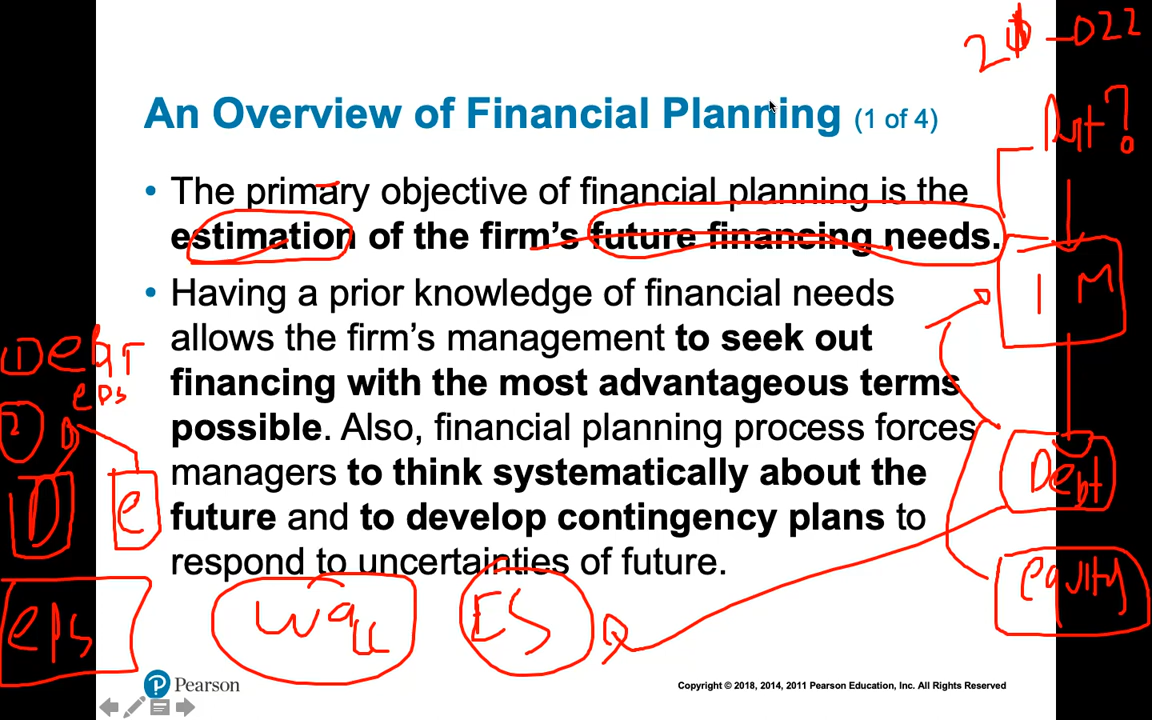 An Overview of Financial Planning (1 of 4)
• The primary objective of financial planning is the
estimation of the firm's future financing needs.
• Having a prior knowledge of financial needs
allows the firm's management to seek out
financing with the most advantageous terms
possible. Also, financial planning process forces
managers to think systematically about the
future and to develop contingency plans to
respond to uncertainties of future.
1 M
Debt
equity
DebT
eps
2
D
e
eps
wacc
ES
Pearson
Copyright © 2018, 2014, 2011 Pearson Education, Inc. All Rights Reserved